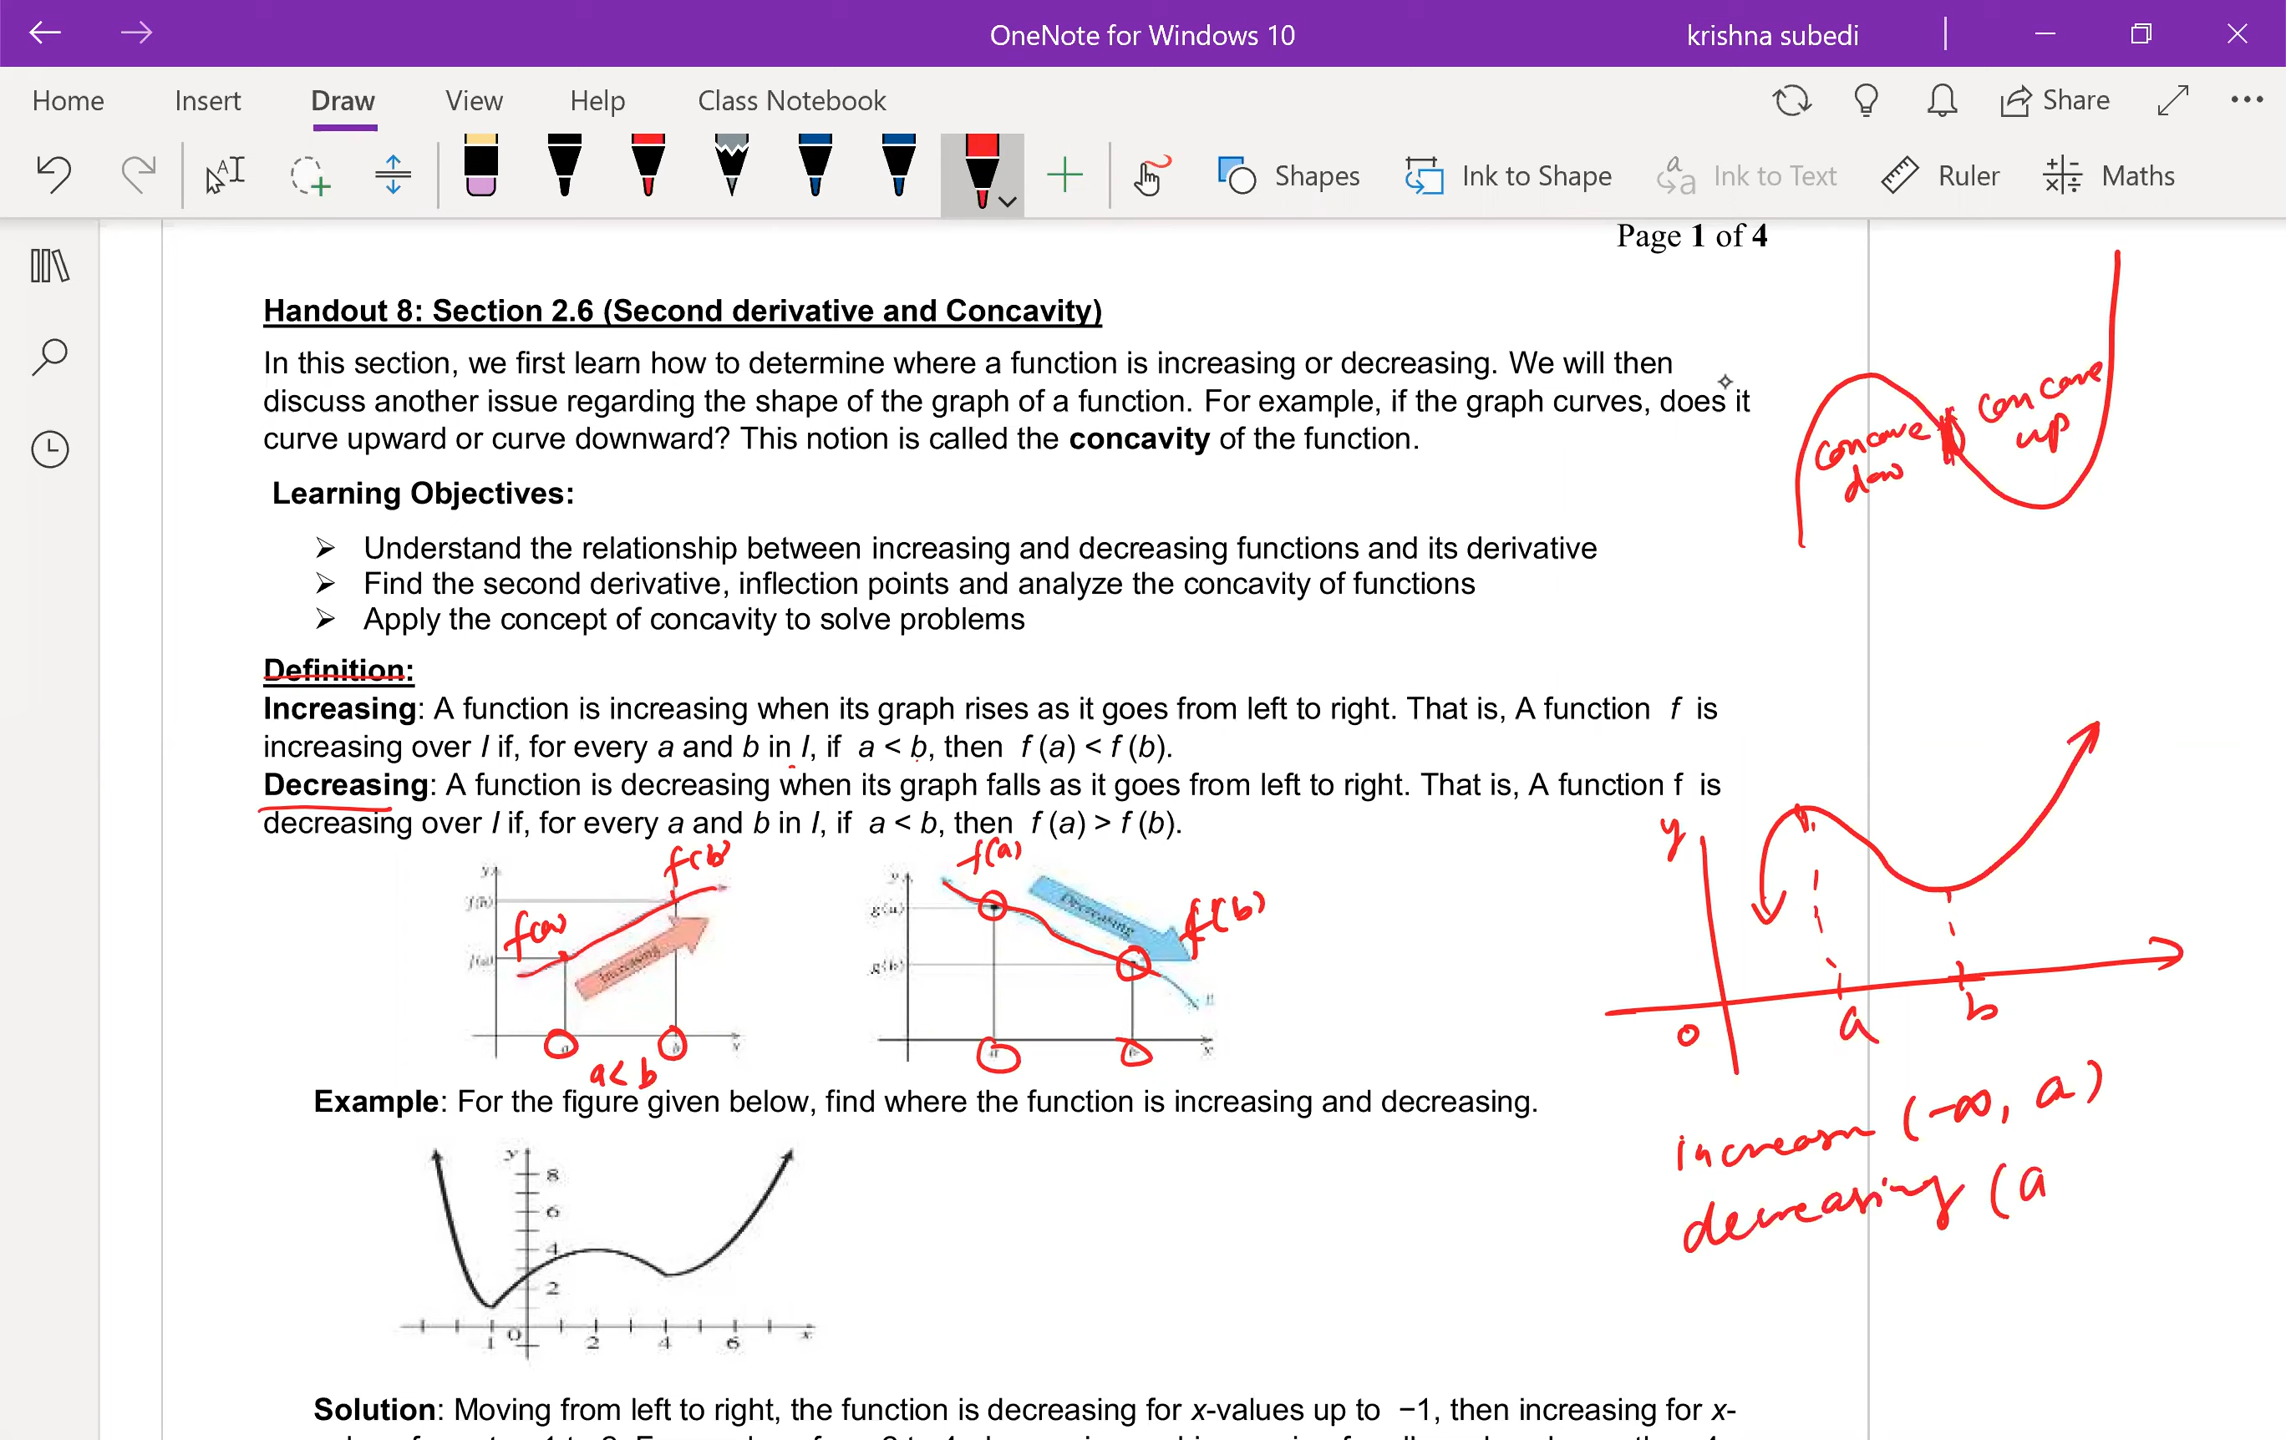 OneNote for Windows 10
krishna subedi
Home Insert Draw View Help Class Notebook
Share
Shapes Ink to Shape Ink to Text Ruler Maths
Page 1 of 4
Handout 8: Section 2.6 (Second derivative and Concavity)
In this section, we first learn how to determine where a function is increasing or decreasing. We will then
discuss another issue regarding the shape of the graph of a function. For example, if the graph curves, does it
curve upward or curve downward? This notion is called the concavity of the function.
concave
up
concave
Learning Objectives:
➢ Understand the relationship between increasing and decreasing functions and its derivative
➢ Find the second derivative, inflection points and analyze the concavity of functions
➢ Apply the concept of concavity to solve problems
Definition:
Increasing: A function is increasing when its graph rises as it goes from left to right. That is, A function f is
increasing over I if, for every a and b in I, if a < b, then f (a) < f (b).
Decreasing: A function is decreasing when its graph falls as it goes from left to right. That is, A function f is
decreasing over I if, for every a and b in I, if a < b, then f (a) > f (b).
y
f(b)
f(b)
f(a)
f(a)
Increasing
a b x
a < b
y
f(a)
g(a)
Decreasing
f(b)
g(b)
a b x
y
0 a b
Example: For the figure given below, find where the function is increasing and decreasing.
(-∞, a)
decreasing (a
y
8
6
4
2
1 0 2 4 6 x
Solution: Moving from left to right, the function is decreasing for x-values up to −1, then increasing for x-